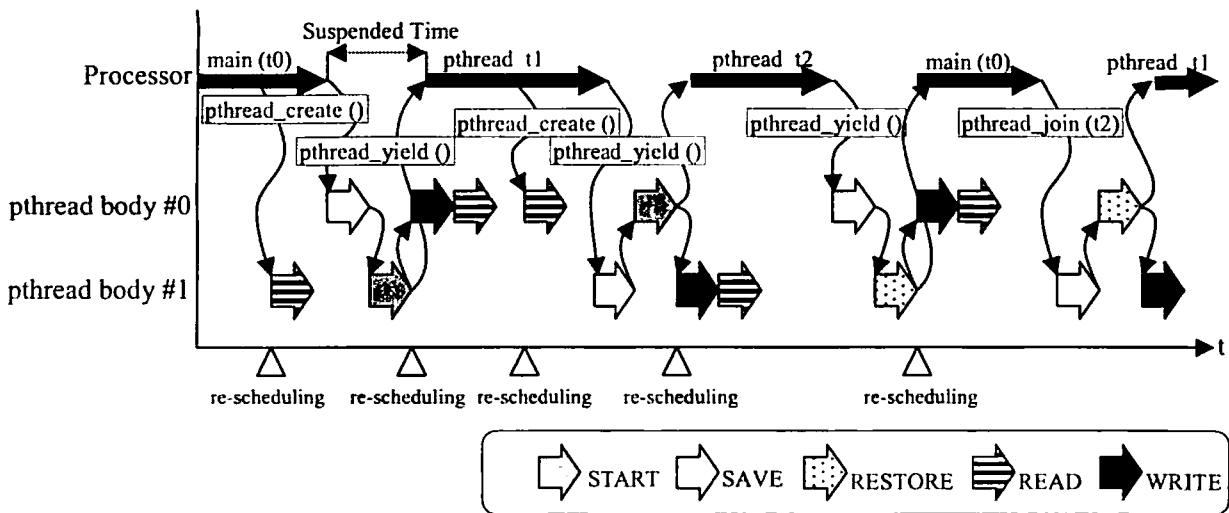 Suspended Time
main (t0)
pthread t1
pthread t2
main (t0)
pthread t1
Processor
pthread_create ()
pthread_create ()
pthread_yield ()
pthread_join (t2)
pthread_yield ()
pthread_yield ()
pthread body #0
pthread body #1
t
re-scheduling re-scheduling re-scheduling re-scheduling re-scheduling
START SAVE RESTORE READ WRITE